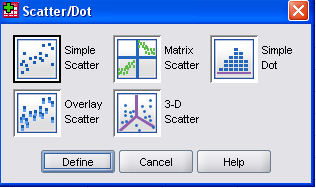 Scatter/Dot
Simple
Scatter
Matrix
Scatter
Simple
Dot
Overlay
Scatter
3-D
Scatter
Define
Cancel
Help